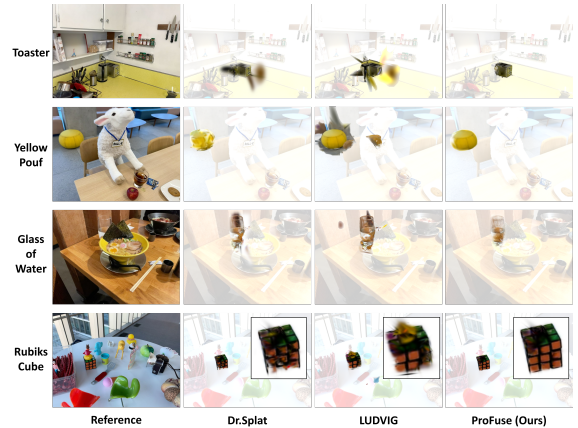 Toaster
Yellow
Pouf
Glass
of
Water
Rubiks
Cube
Reference
Dr.Splat
LUDVIG
ProFuse (Ours)